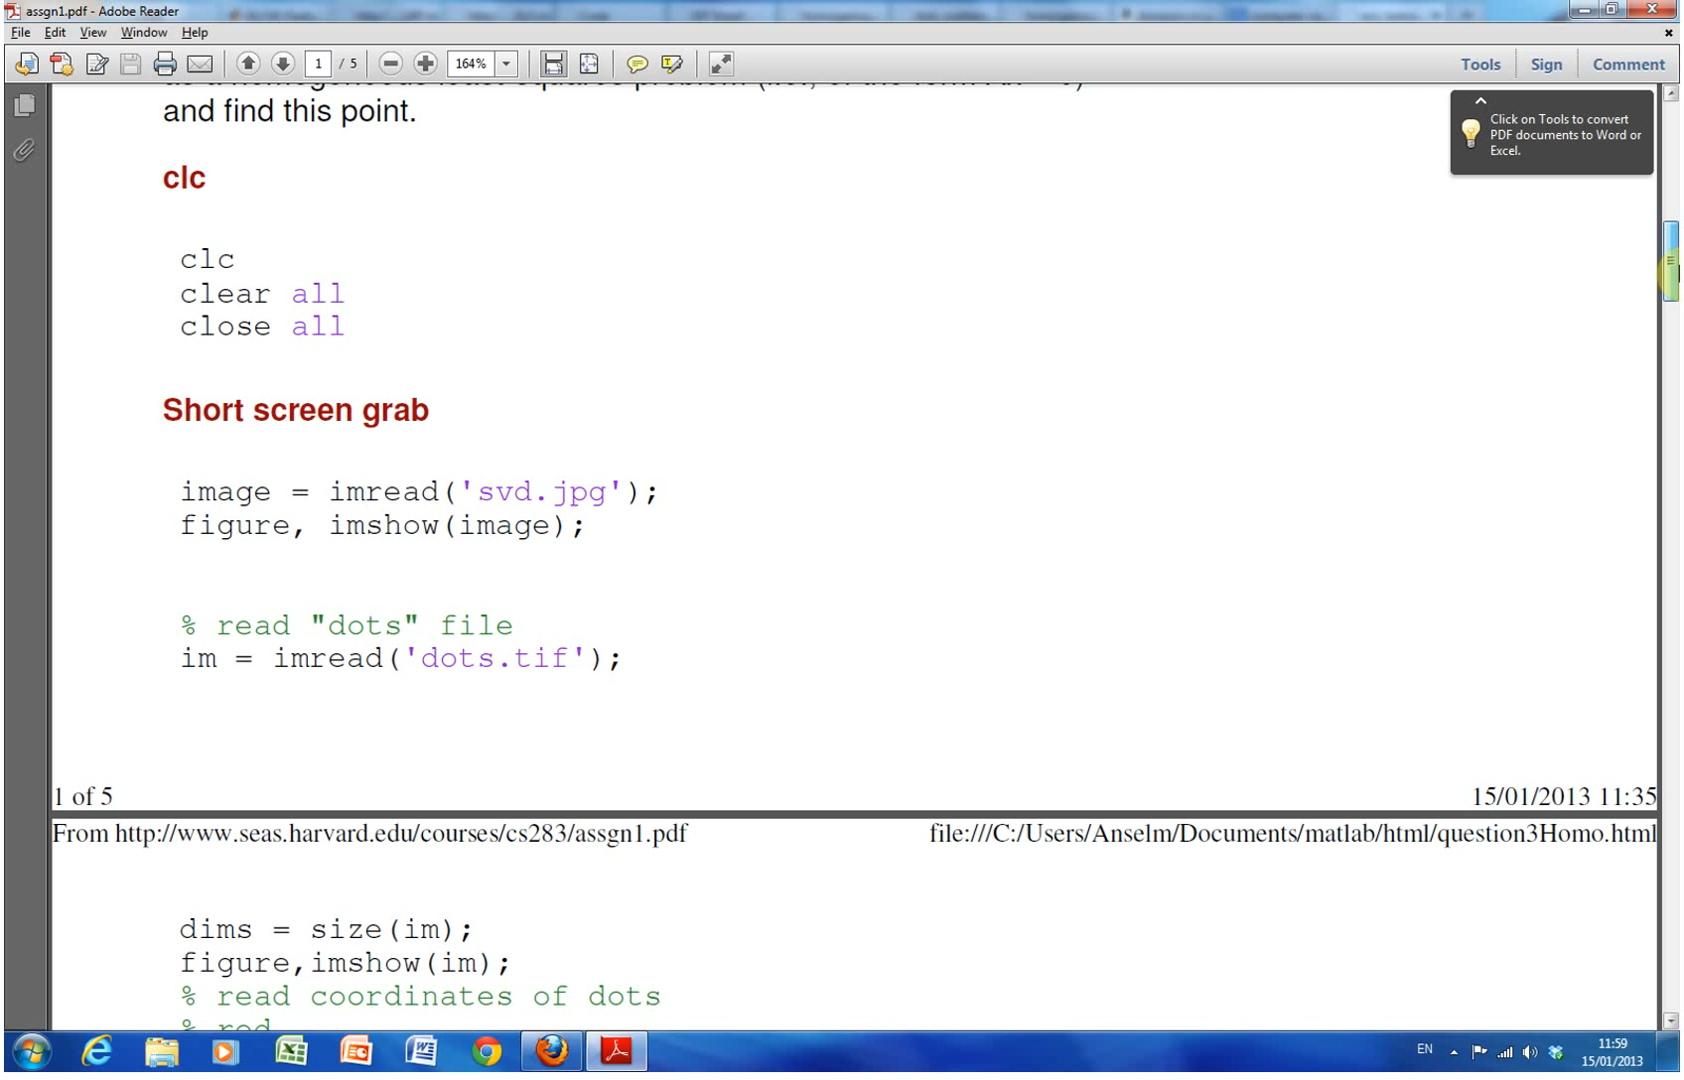 assgn1.pdf - Adobe Reader
File Edit View Window Help
1 / 5 164% Tools Sign Comment
and find this point.
Click on Tools to convert
PDF documents to Word or
Excel.
clc
clc
clear all
close all
Short screen grab
image = imread('svd.jpg');
figure, imshow(image);
% read "dots" file
im = imread('dots.tif');
1 of 5 15/01/2013 11:35
From http://www.seas.harvard.edu/courses/cs283/assgn1.pdf file:///C:/Users/Anselm/Documents/matlab/html/question3Homo.html
dims = size(im);
figure,imshow(im);
% read coordinates of dots
EN 11:59
15/01/2013